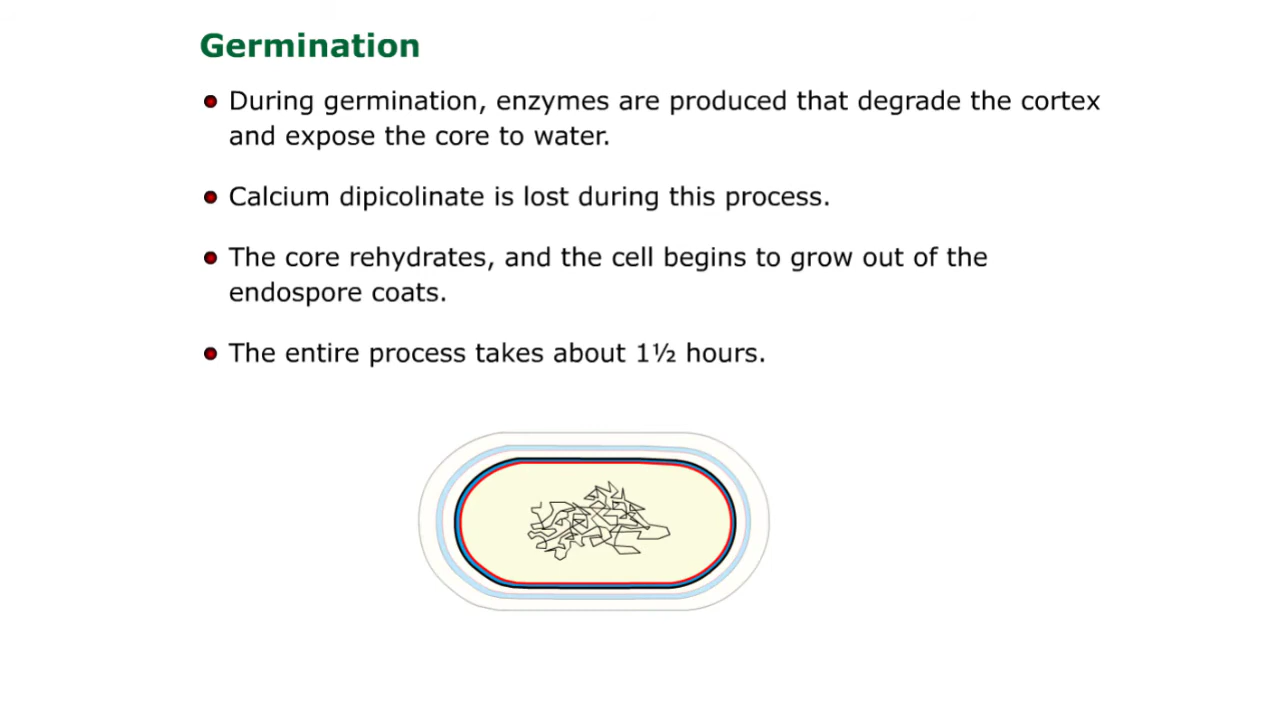 Germination
During germination, enzymes are produced that degrade the cortex
and expose the core to water.
Calcium dipicolinate is lost during this process.
The core rehydrates, and the cell begins to grow out of the
endospore coats.
The entire process takes about 1½ hours.